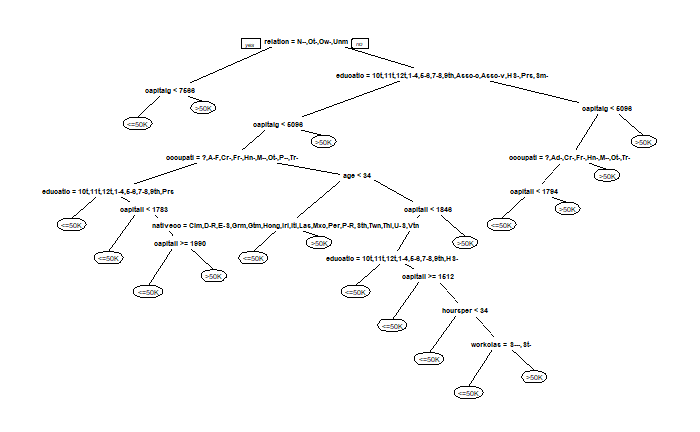 yes relation = N--,Ot-,Ow-,Unm no
educatio = 10t,11t,12t,1-4,5-6,7-8,9th,Asso-o,Asso-v,HS-,Prs,Sm-
capitalg < 7566
capitalg < 5096
>50K
<=50K
capitalg < 5096
>50K
>50K
occupati = ?,A-F,Cr-,Fr-,Hn-,M--,Ot-,P--,Tr-
occupati = ?,Ad-,Cr-,Fr-,Hn-,M--,Ot-,Tr-
age < 34
>50K
educatio = 10t,11t,12t,1-4,5-6,7-8,9th,Prs
capitall < 1794
<=50K
capitall < 1783
capitall < 1846
<=50K
>50K
nativeco = Clm,D-R,E-S,Grm,Gtm,Hong,Irl,Itl,Las,Mxc,Per,P-R,Sth,Twn,Thl,U-S,Vtn
<=50K
capitall >= 1990
<=50K
>50K
>50K
educatio = 10t,11t,12t,1-4,5-6,7-8,9th,HS-
<=50K
>50K
<=50K
capitall >= 1512
<=50K
hoursper < 34
<=50K
workclas = S--,St-
<=50K
>50K